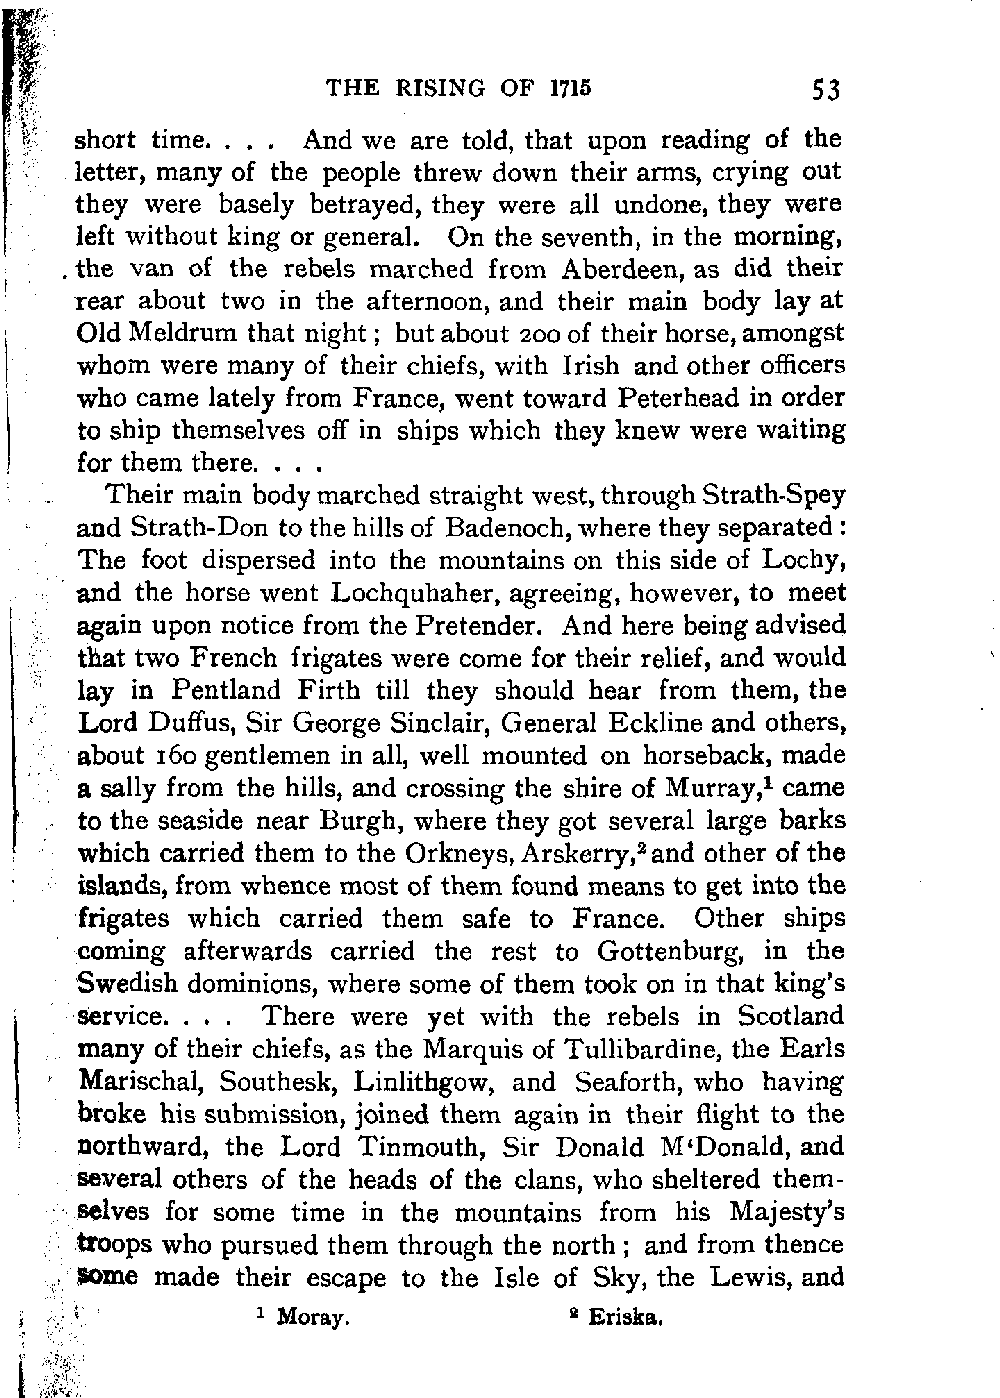 THE RISING OF 1715 53
short time. . . . And we are told, that upon reading of the
letter, many of the people threw down their arms, crying out
they were basely betrayed, they were all undone, they were
left without king or general. On the seventh, in the morning,
the van of the rebels marched from Aberdeen, as did their
rear about two in the afternoon, and their main body lay at
Old Meldrum that night ; but about 200 of their horse, amongst
whom were many of their chiefs, with Irish and other officers
who came lately from France, went toward Peterhead in order
to ship themselves off in ships which they knew were waiting
for them there. . . .
Their main body marched straight west, through Strath-Spey
and Strath-Don to the hills of Badenoch, where they separated :
The foot dispersed into the mountains on this side of Lochy,
and the horse went Lochquhaher, agreeing, however, to meet
again upon notice from the Pretender. And here being advised
that two French frigates were come for their relief, and would
lay in Pentland Firth till they should hear from them, the
Lord Duffus, Sir George Sinclair, General Eckline and others,
about 160 gentlemen in all, well mounted on horseback, made
a sally from the hills, and crossing the shire of Murray,¹ came
to the seaside near Burgh, where they got several large barks
which carried them to the Orkneys, Arskerry,² and other of the
islands, from whence most of them found means to get into the
frigates which carried them safe to France. Other ships
coming afterwards carried the rest to Gottenburg, in the
Swedish dominions, where some of them took on in that king's
service. . . . There were yet with the rebels in Scotland
many of their chiefs, as the Marquis of Tullibardine, the Earls
Marischal, Southesk, Linlithgow, and Seaforth, who having
broke his submission, joined them again in their flight to the
northward, the Lord Tinmouth, Sir Donald M‘Donald, and
several others of the heads of the clans, who sheltered them-
selves for some time in the mountains from his Majesty's
troops who pursued them through the north ; and from thence
some made their escape to the Isle of Sky, the Lewis, and
¹ Moray. ² Eriska.